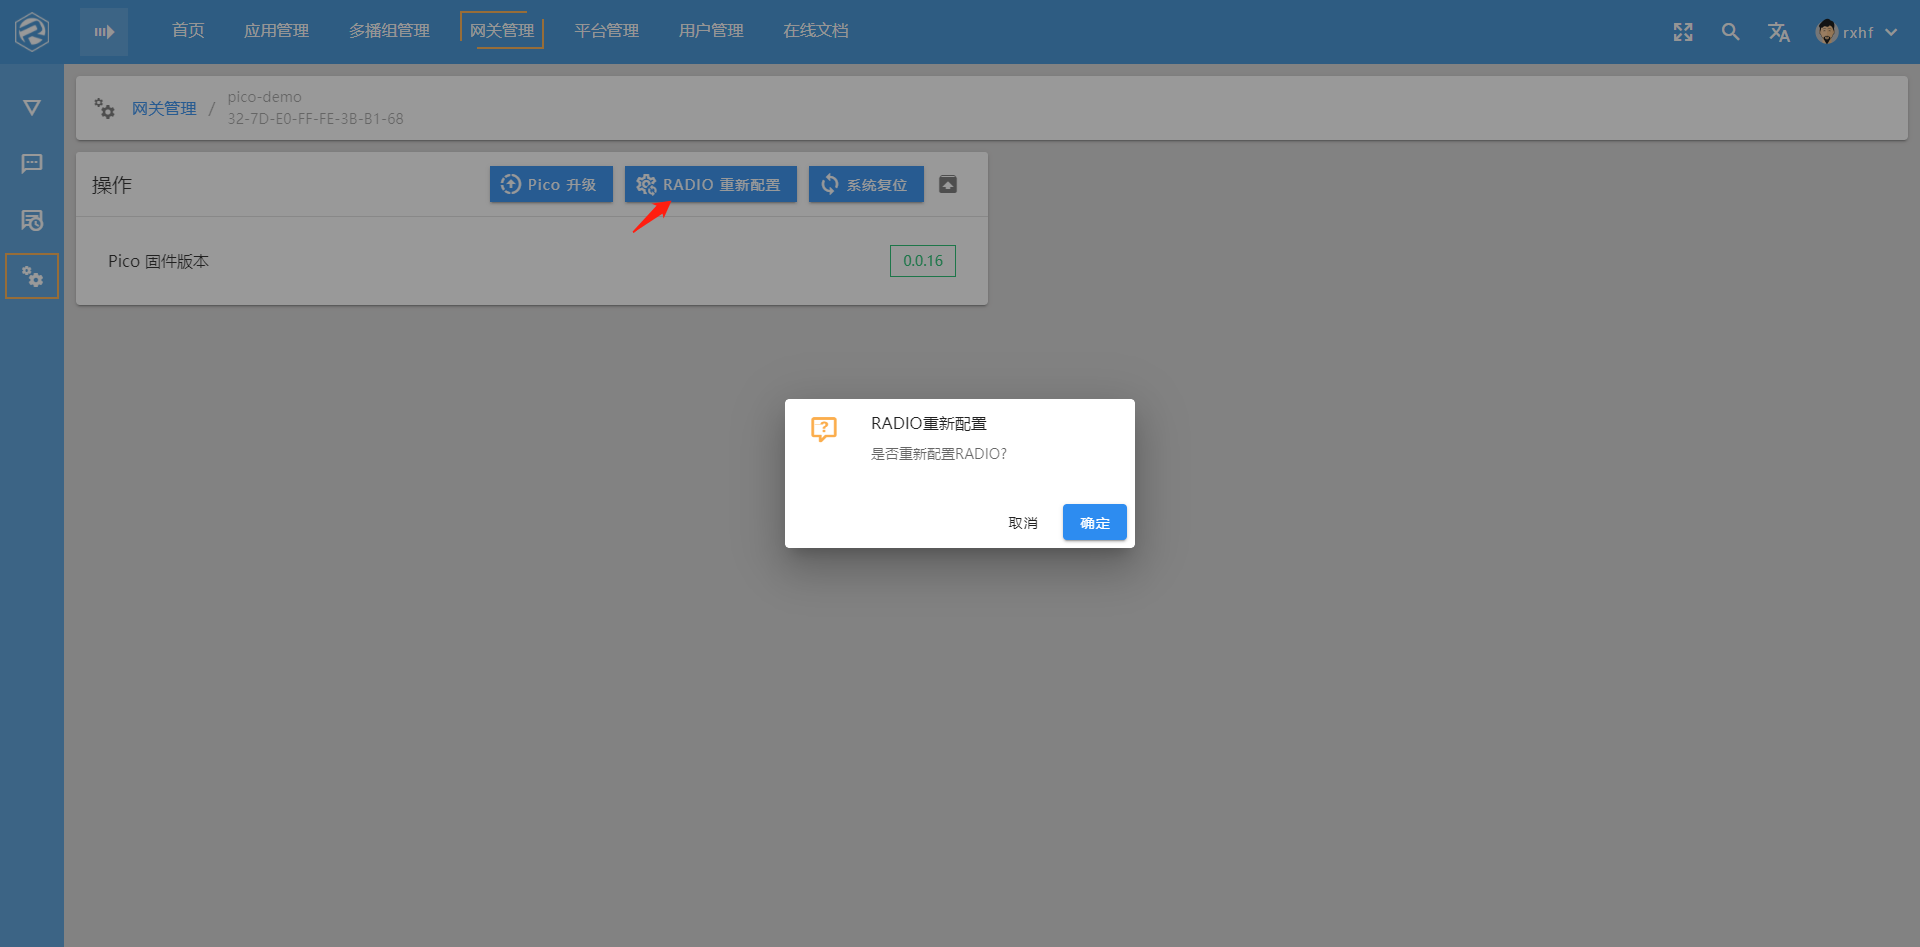 首页
应用管理
多播组管理
网关管理
平台管理
用户管理
在线文档
rxhf
网关管理 /
pico-demo
32-7D-E0-FF-FE-3B-B1-68
操作
Pico 升级
RADIO 重新配置
系统复位
Pico 固件版本
0.0.16
RADIO重新配置
是否重新配置RADIO?
取消
确定